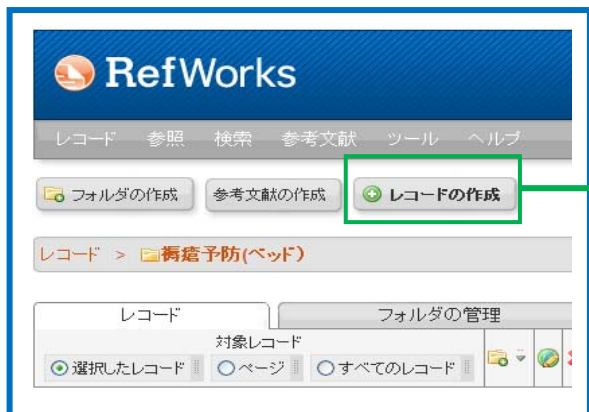 RefWorks
レコード 参照 検索 参考文献 ツール ヘルプ
フォルダの作成 参考文献の作成 レコードの作成
レコード > 褥瘡予防(ベッド)
レコード フォルダの管理
対象レコード
選択したレコード ページ すべてのレコード